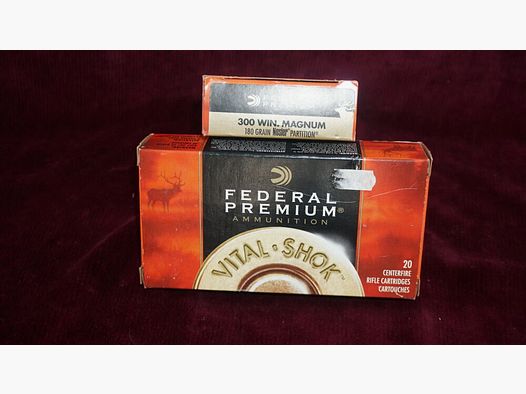 300 WIN. MAGNUM
180 GRAIN Nosler PARTITION®
FEDERAL
PREMIUM®
AMMUNITION
VITAL·SHOK
20
CENTERFIRE
RIFLE CARTRIDGES
CARTOUCHES